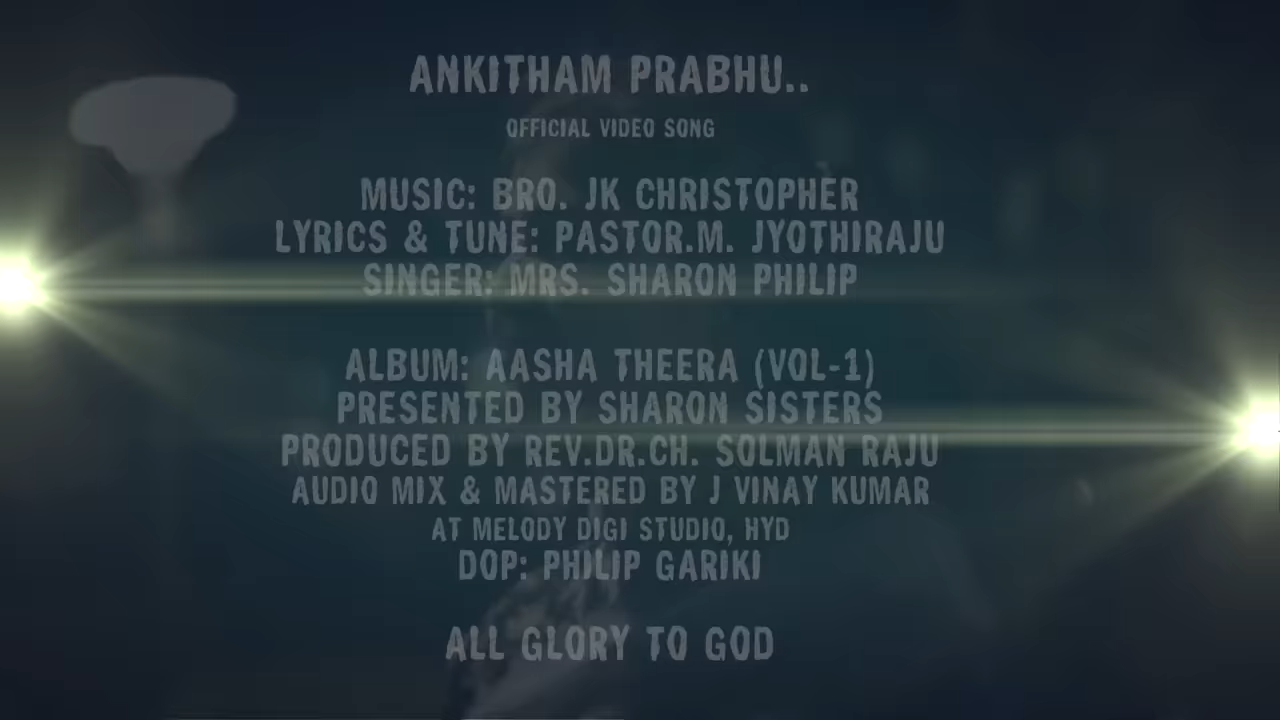 ANKITHAM PRABHU..
OFFICIAL VIDEO SONG
MUSIC: BRO. JK CHRISTOPHER
LYRICS & TUNE: PASTOR.M. JYOTHIRAJU
SINGER: MRS. SHARON PHILIP
ALBUM: AASHA THEERA (VOL-1)
PRESENTED BY SHARON SISTERS
PRODUCED BY REV.DR.CH. SOLMAN RAJU
AUDIO MIX & MASTERED BY J VINAY KUMAR
AT MELODY DIGI STUDIO, HYD
DOP: PHILIP GARIKI
ALL GLORY TO GOD